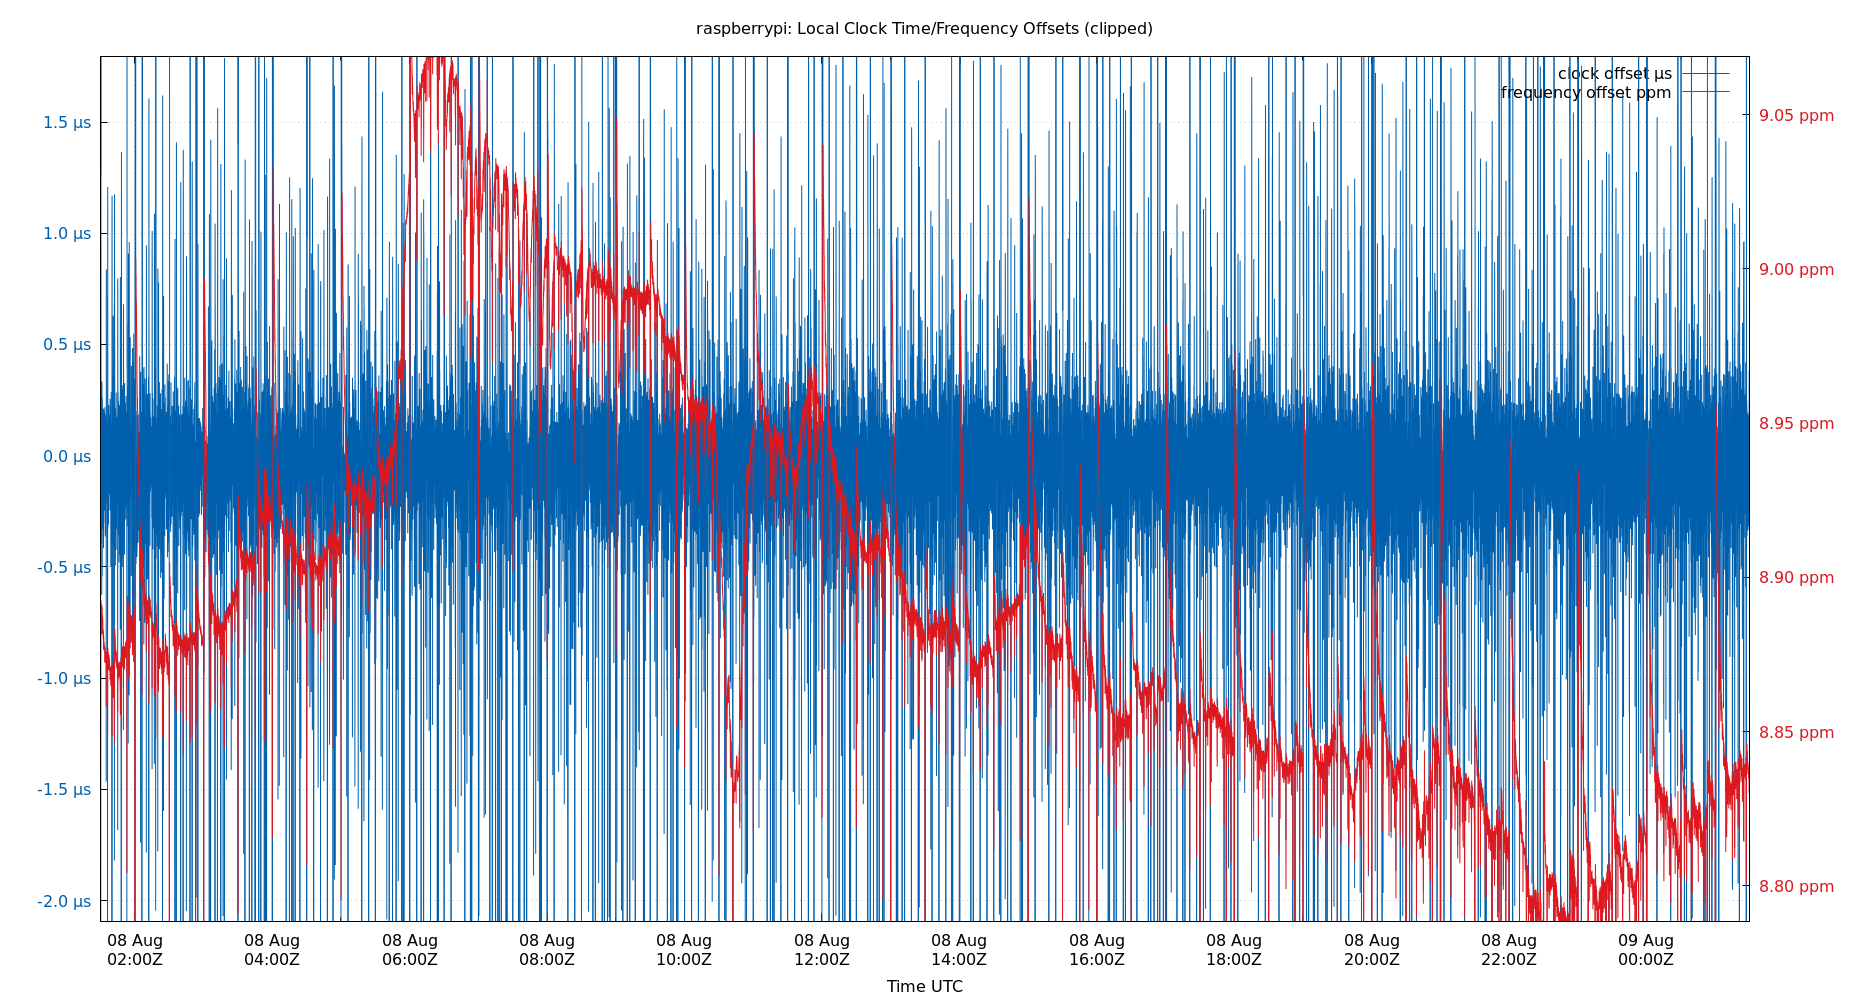 raspberrypi: Local Clock Time/Frequency Offsets (clipped)
clock offset µs
frequency offset ppm
1.5 µs
1.0 µs
0.5 µs
0.0 µs
-0.5 µs
-1.0 µs
-1.5 µs
-2.0 µs
9.05 ppm
9.00 ppm
8.95 ppm
8.90 ppm
8.85 ppm
8.80 ppm
08 Aug 08 Aug 08 Aug 08 Aug 08 Aug 08 Aug 08 Aug 08 Aug 08 Aug 08 Aug 08 Aug 09 Aug
02:00Z 04:00Z 06:00Z 08:00Z 10:00Z 12:00Z 14:00Z 16:00Z 18:00Z 20:00Z 22:00Z 00:00Z
Time UTC